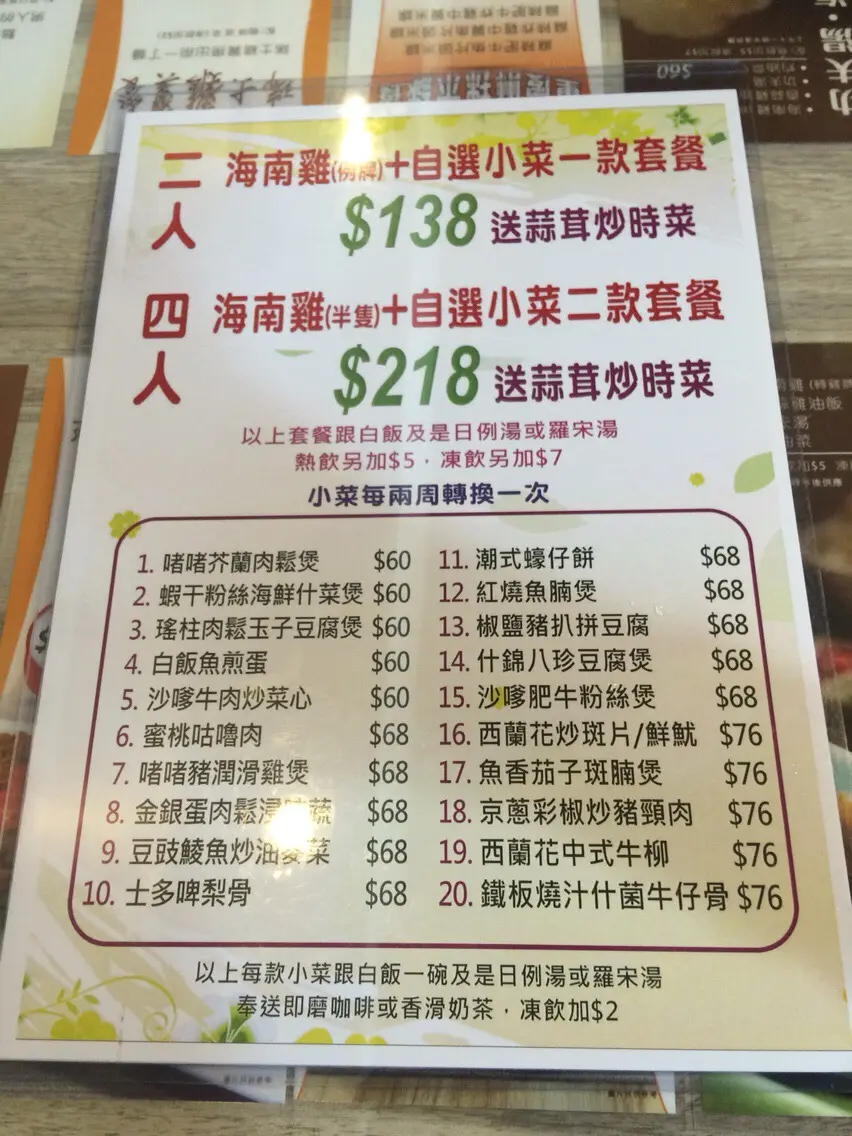 二人
海南雞(例牌)+自選小菜一款套餐
$138 送蒜茸炒時菜
四人
海南雞(半隻)+自選小菜二款套餐
$218 送蒜茸炒時菜
以上套餐跟白飯及是日例湯或羅宋湯
熱飲另加$5，凍飲另加$7
小菜每兩周轉換一次
1. 啫啫芥蘭肉鬆煲 $60
2. 蝦干粉絲海鮮什菜煲 $60
3. 瑤柱肉鬆玉子豆腐煲 $60
4. 白飯魚煎蛋 $60
5. 沙嗲牛肉炒菜心 $60
6. 蜜桃咕嚕肉 $68
7. 啫啫豬潤滑雞煲 $68
8. 金銀蛋肉鬆浸時蔬 $68
9. 豆豉鯪魚炒油麥菜 $68
10. 士多啤梨骨 $68
11. 潮式蠔仔餅 $68
12. 紅燒魚腩煲 $68
13. 椒鹽豬扒拼豆腐 $68
14. 什錦八珍豆腐煲 $68
15. 沙嗲肥牛粉絲煲 $68
16. 西蘭花炒斑片/鮮魷 $76
17. 魚香茄子斑腩煲 $76
18. 京蔥彩椒炒豬頸肉 $76
19. 西蘭花中式牛柳 $76
20. 鐵板燒汁什菌牛仔骨 $76
以上每款小菜跟白飯一碗及是日例湯或羅宋湯
奉送即磨咖啡或香滑奶茶，凍飲加$2